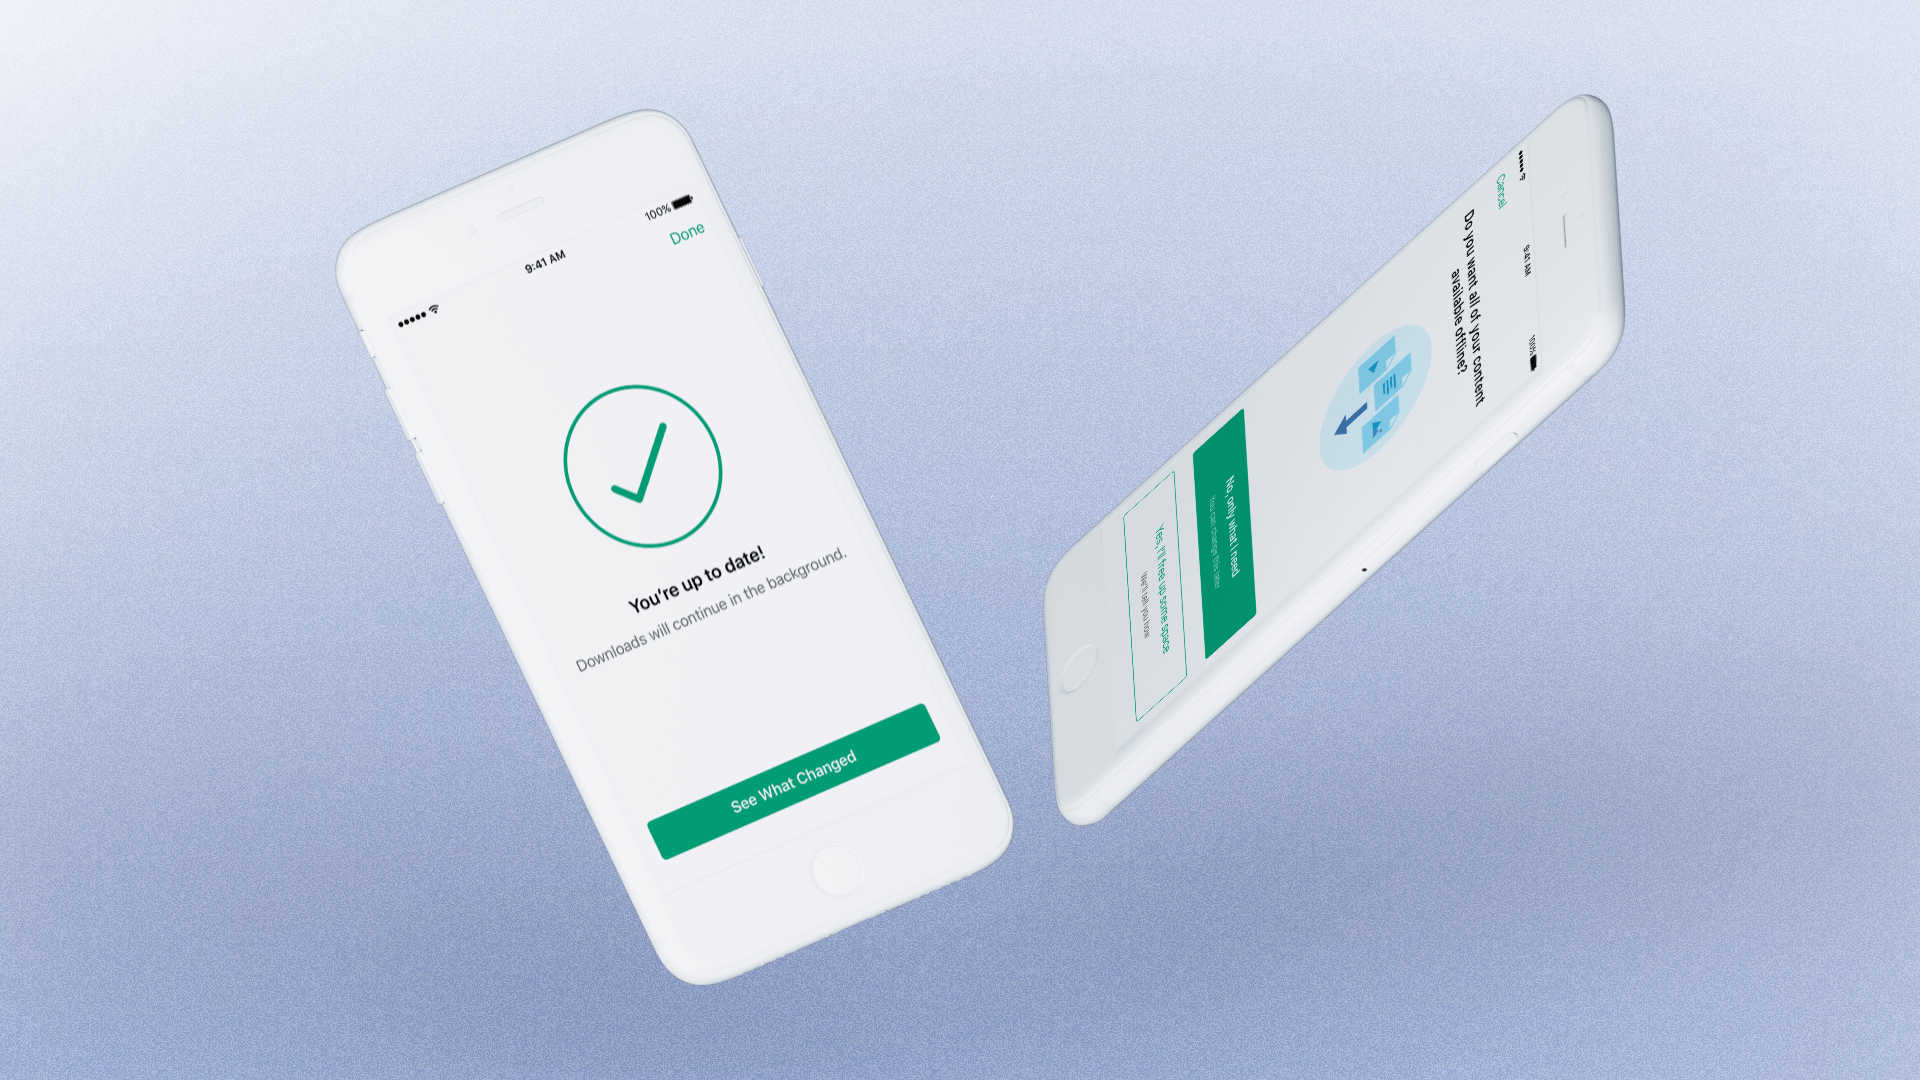 9:41 AM
100%
Done
You're up to date!
Downloads will continue in the background.
See What Changed
9:41 AM
100%
Cancel
Do you want all of your content
available offline?
No, only what I need
You can change this later
Yes, I'll free up some space
We'll tell you how